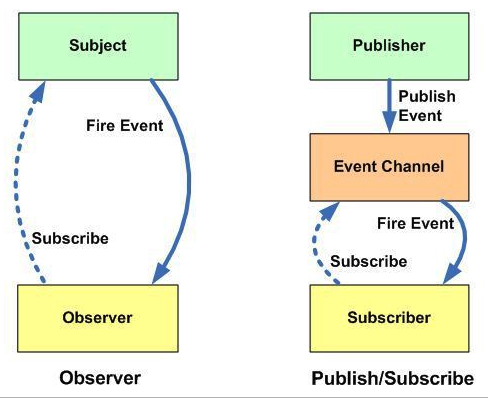 Subject
Fire Event
Subscribe
Observer
Observer
Publisher
Publish
Event
Event Channel
Fire Event
Subscribe
Subscriber
Publish/Subscribe